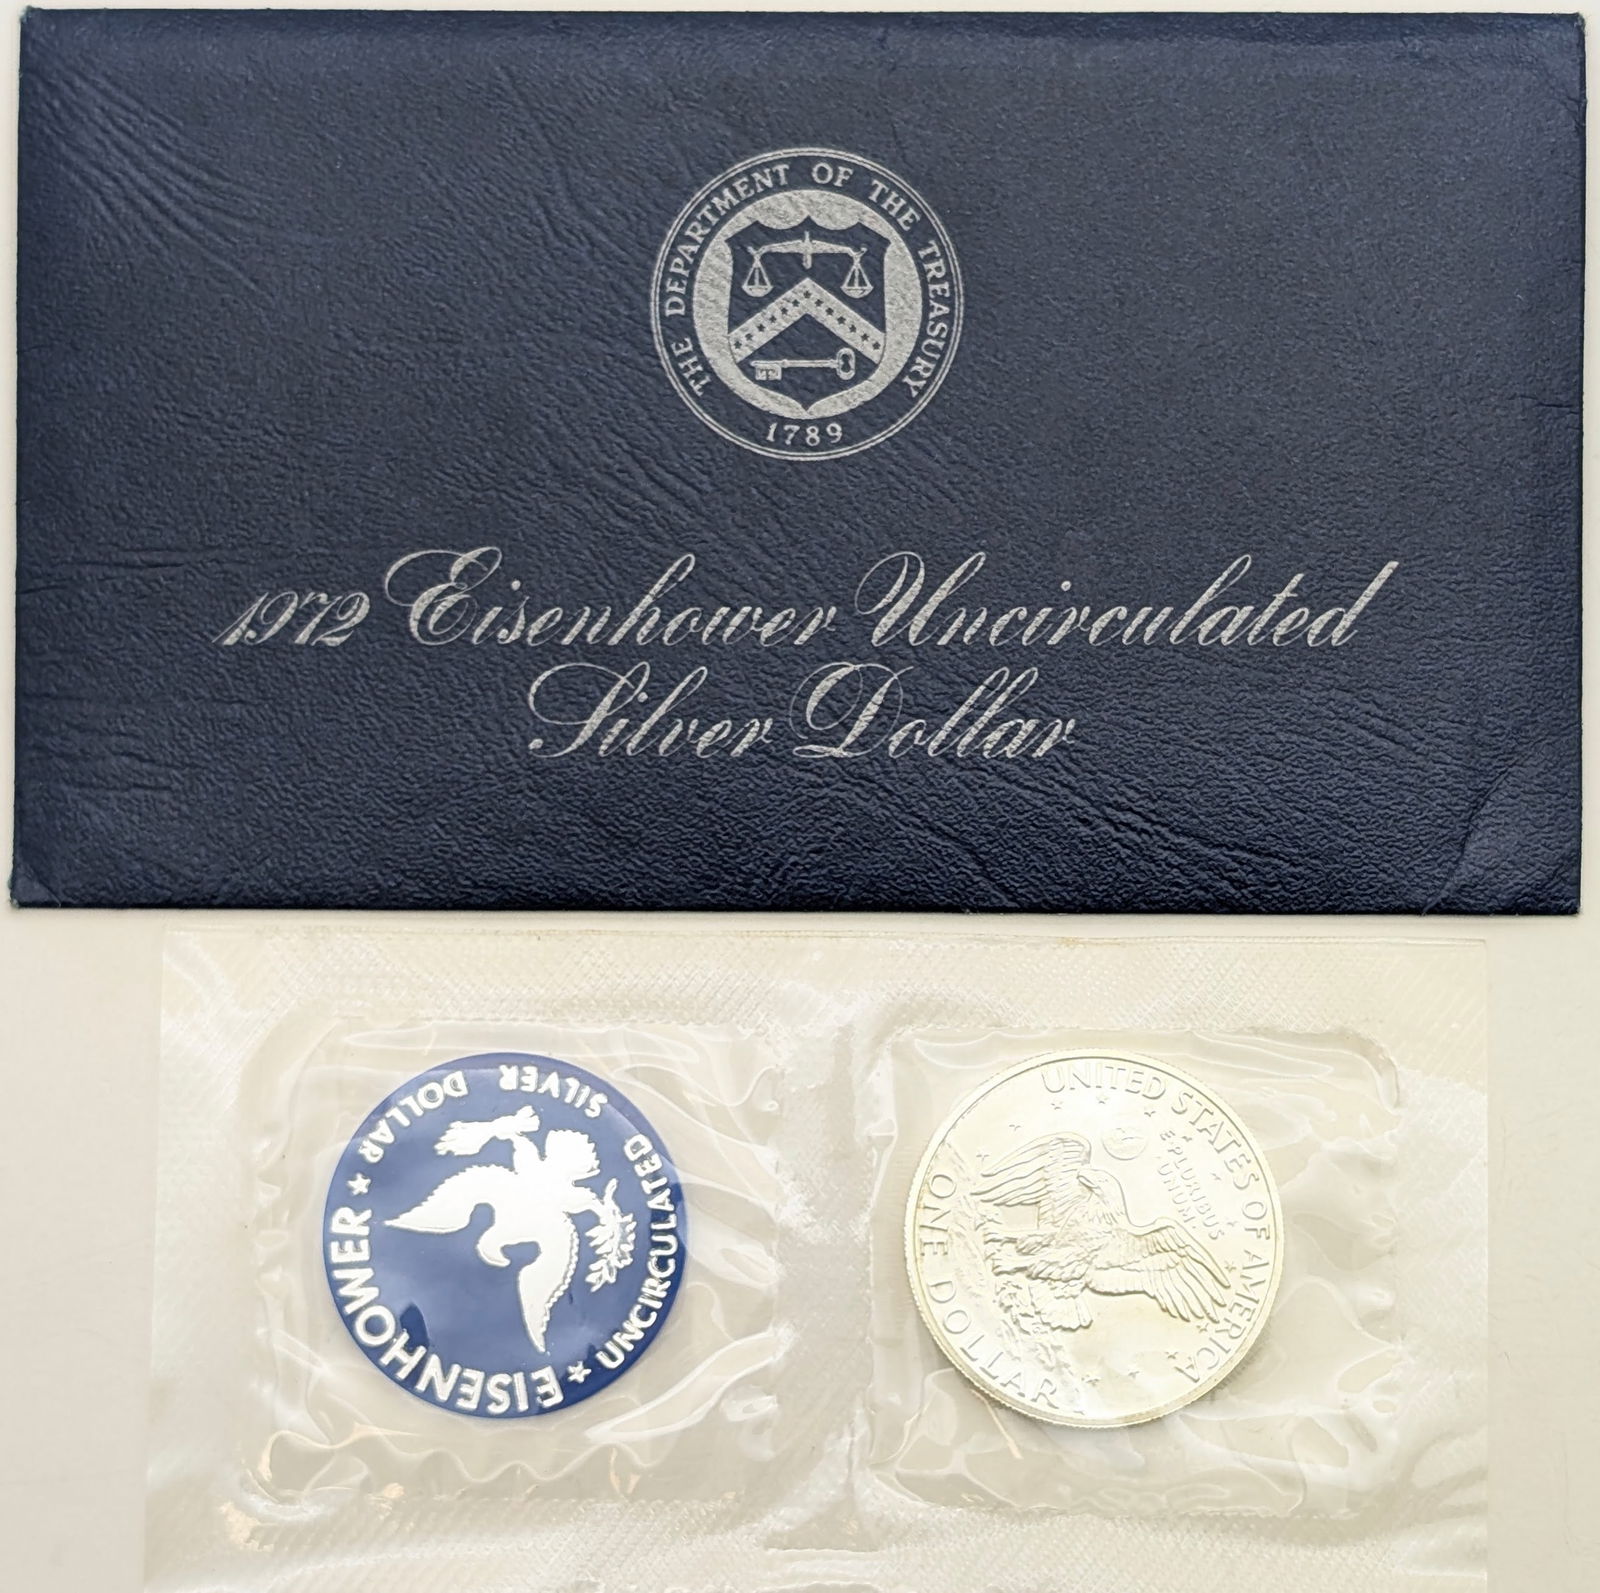 THE DEPARTMENT OF THE TREASURY
1789
1972 Eisenhower Uncirculated
Silver Dollar
EISENHOWER ★ UNCIRCULATED SILVER DOLLAR ★
UNITED STATES OF AMERICA
E PLURIBUS
UNUM
ONE DOLLAR